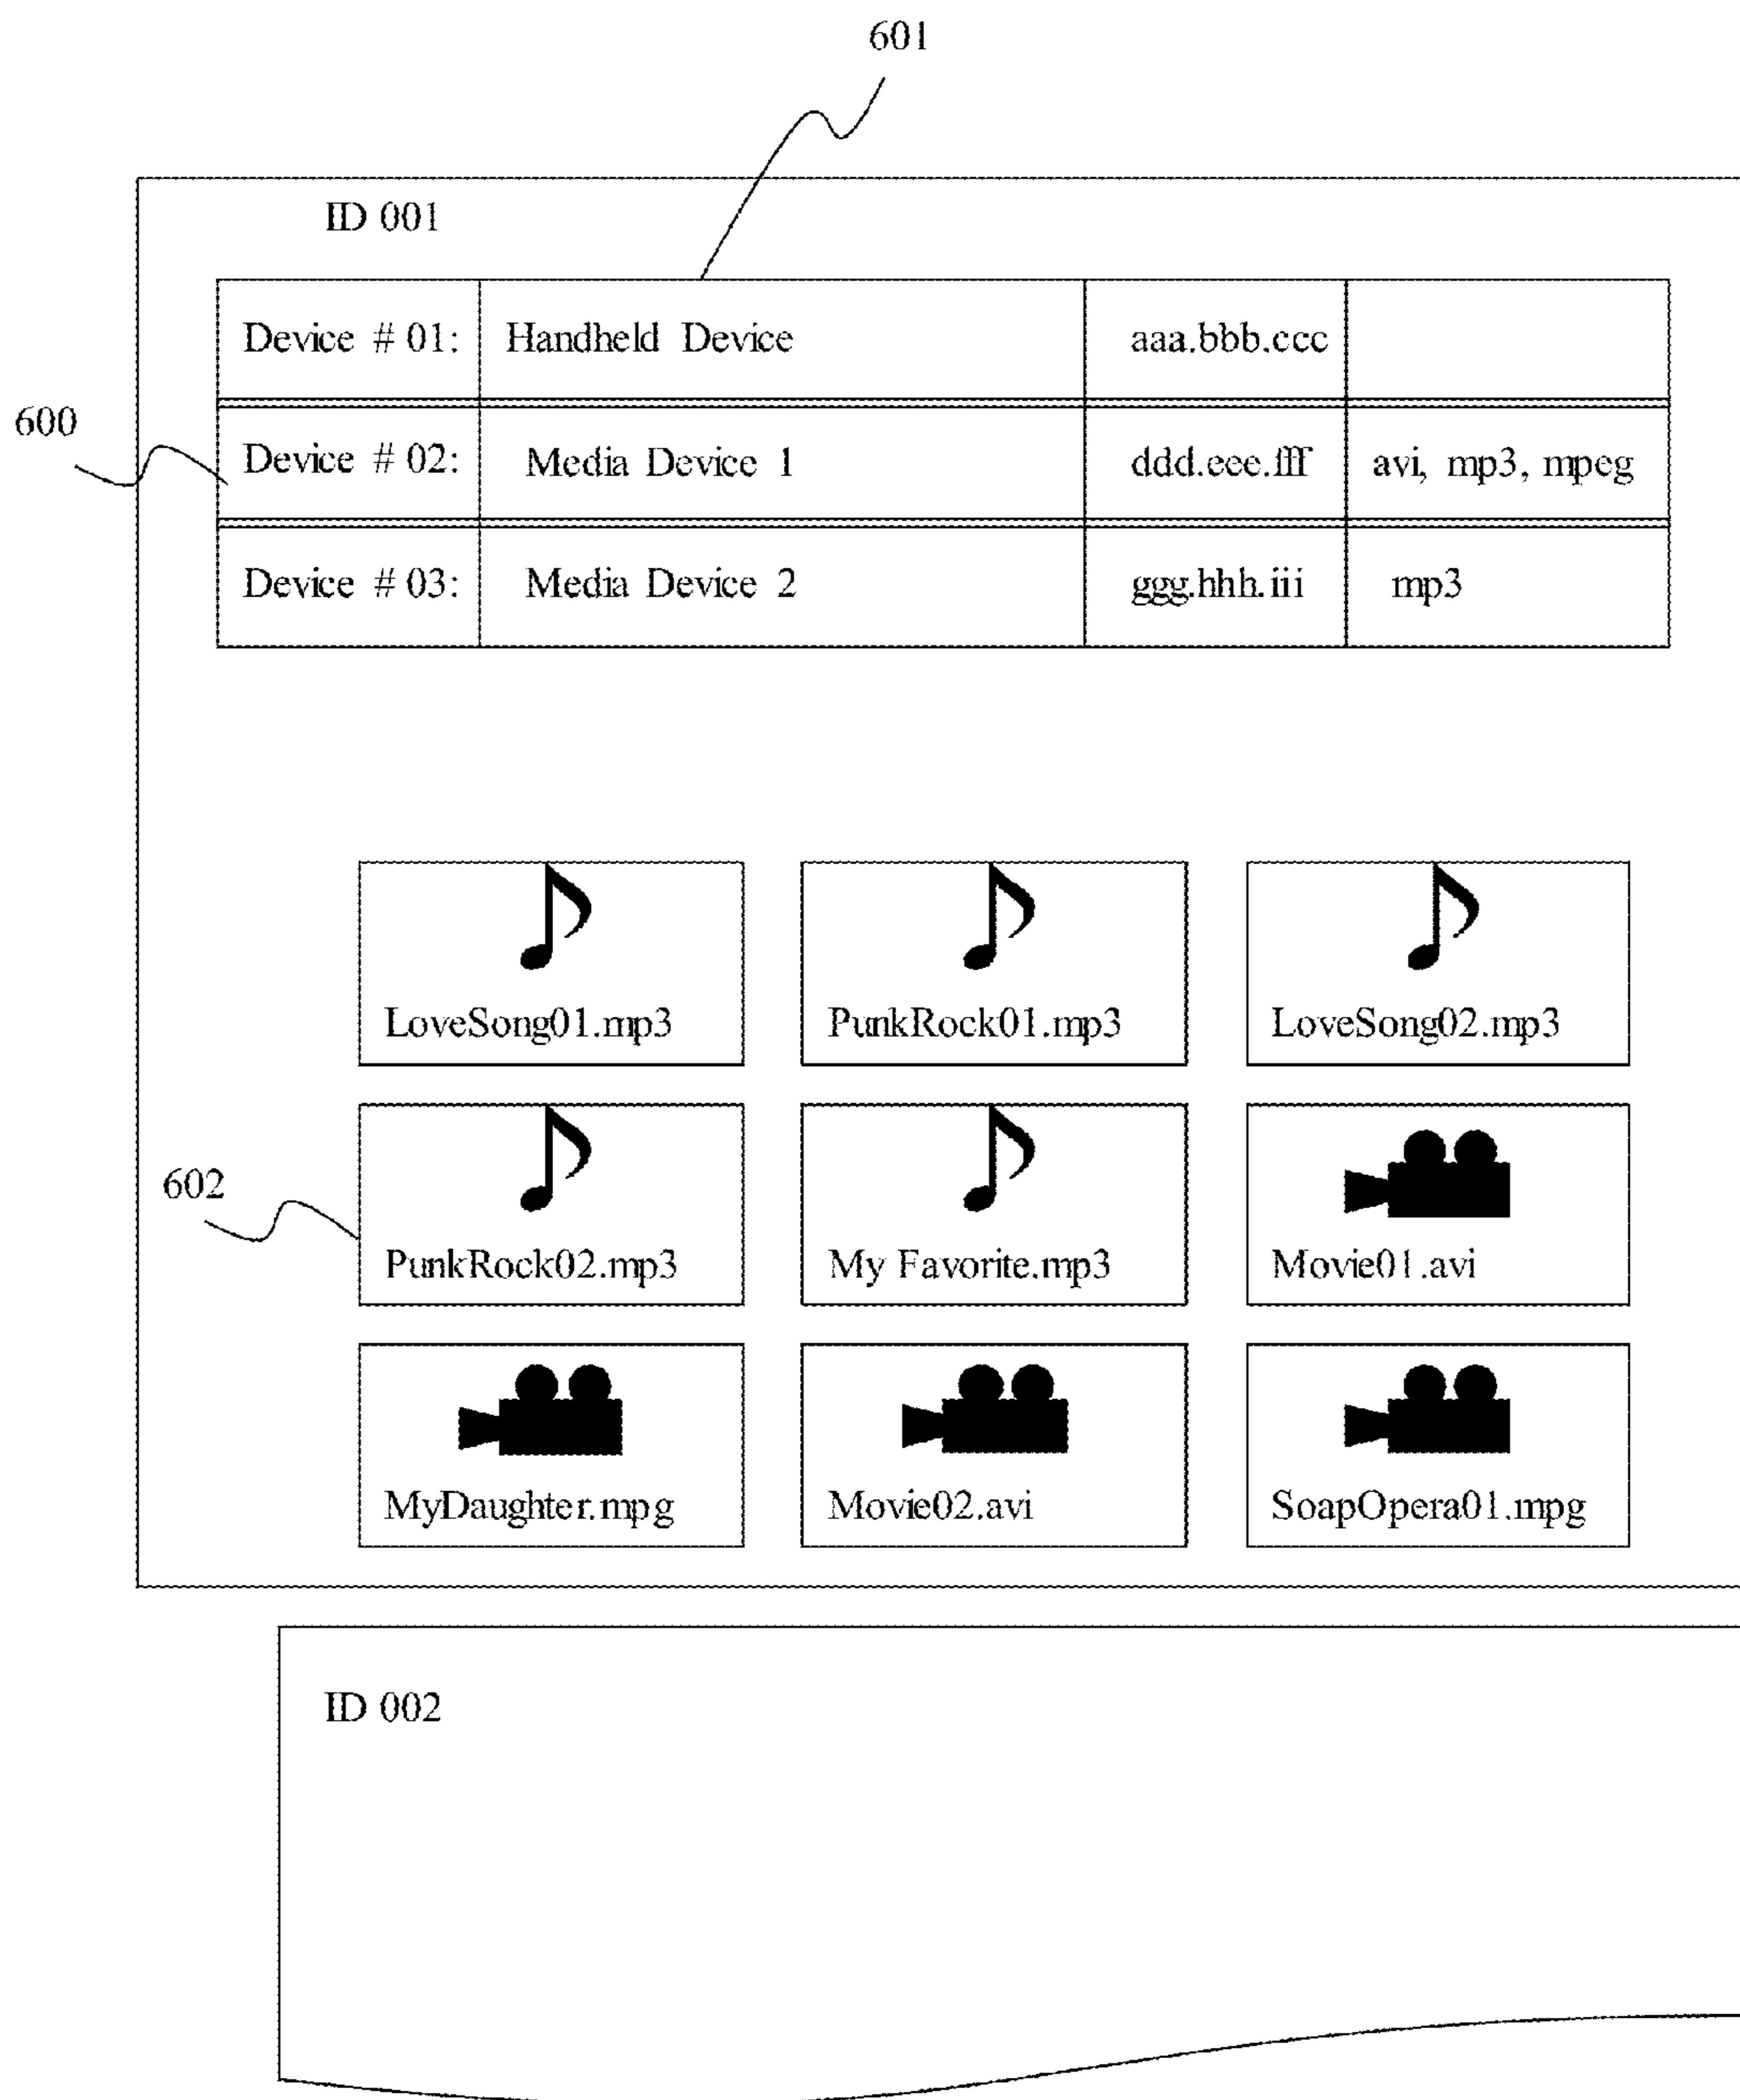 601
ID 001
Device # 01: Handheld Device aaa.bbb.ccc
600
Device # 02: Media Device 1 ddd.eee.fff avi, mp3, mpeg
Device # 03: Media Device 2 ggg.hhh.iii mp3
LoveSong01.mp3 PunkRock01.mp3 LoveSong02.mp3
602
PunkRock02.mp3 My Favorite.mp3 Movie01.avi
MyDaughter.mpg Movie02.avi SoapOpera01.mpg
ID 002